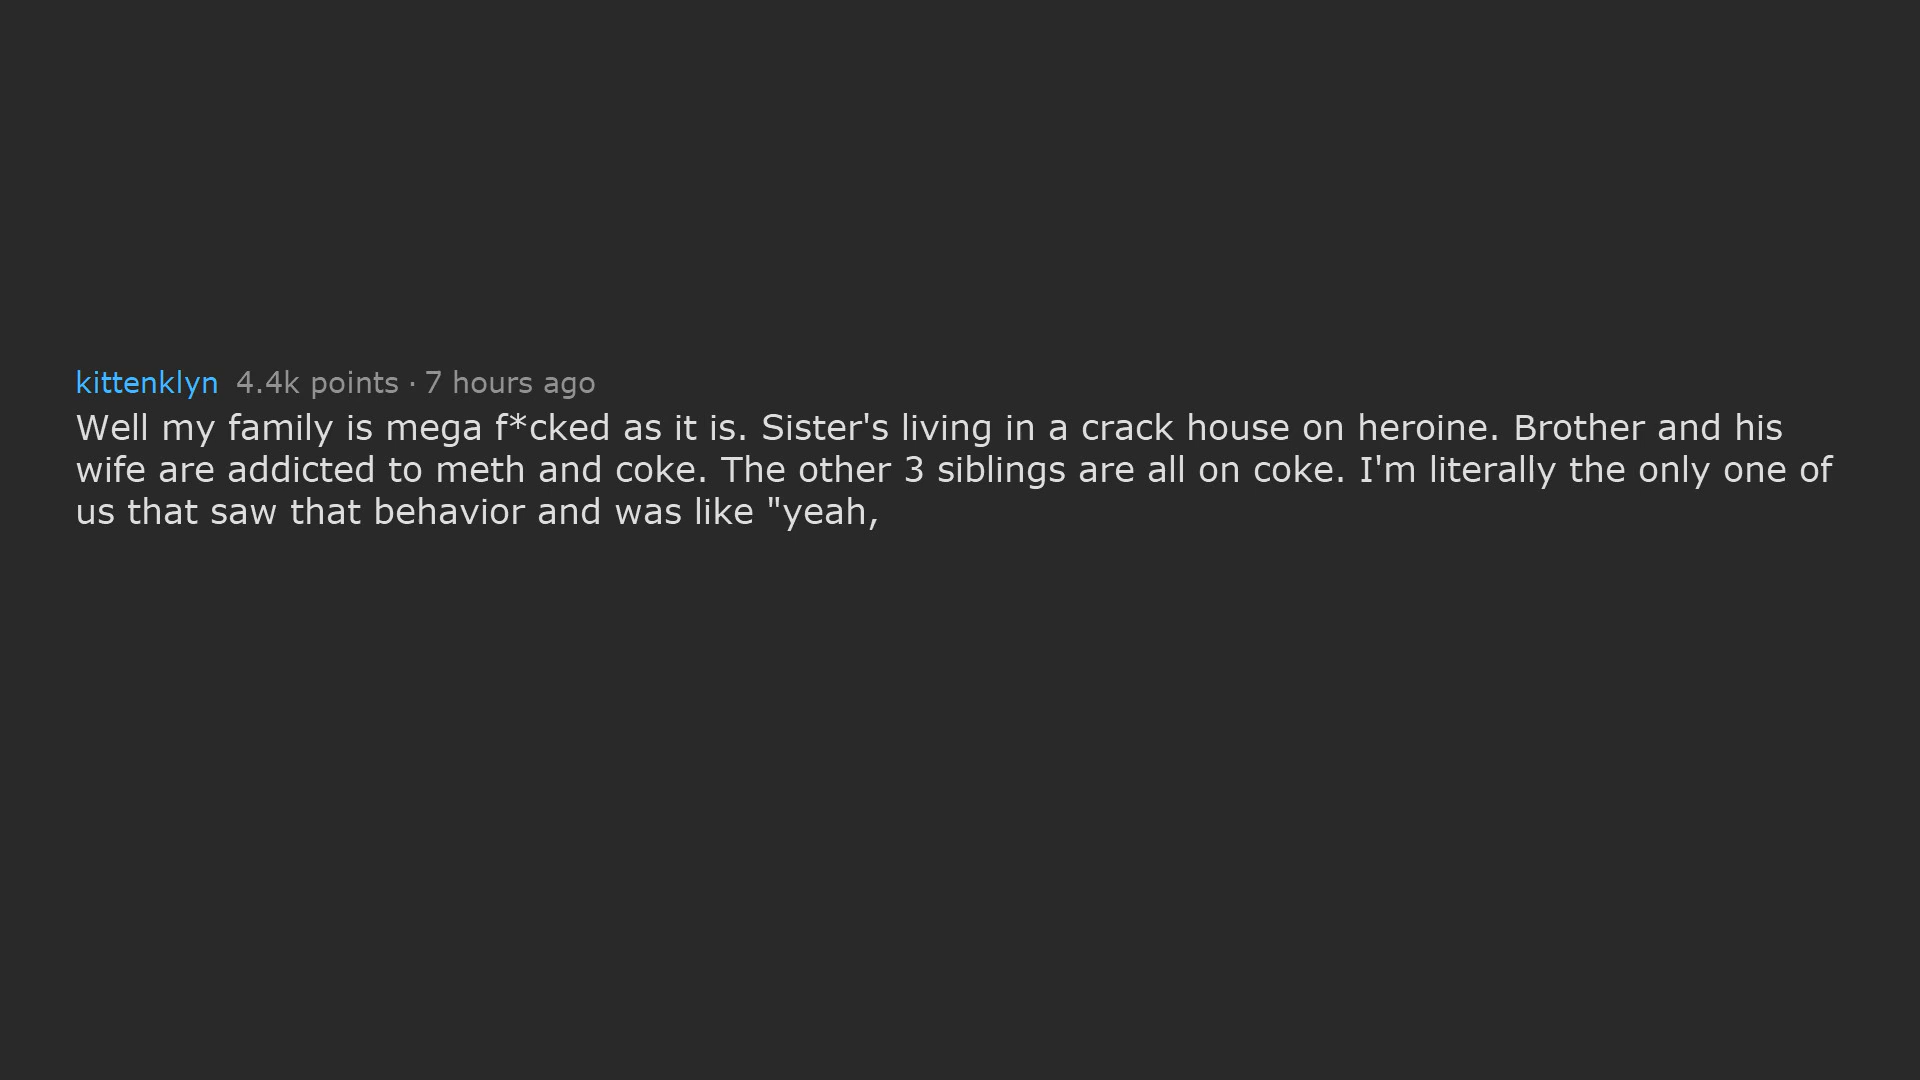 kittenklyn 4.4k points · 7 hours ago
Well my family is mega f*cked as it is. Sister's living in a crack house on heroine. Brother and his
wife are addicted to meth and coke. The other 3 siblings are all on coke. I'm literally the only one of
us that saw that behavior and was like "yeah,